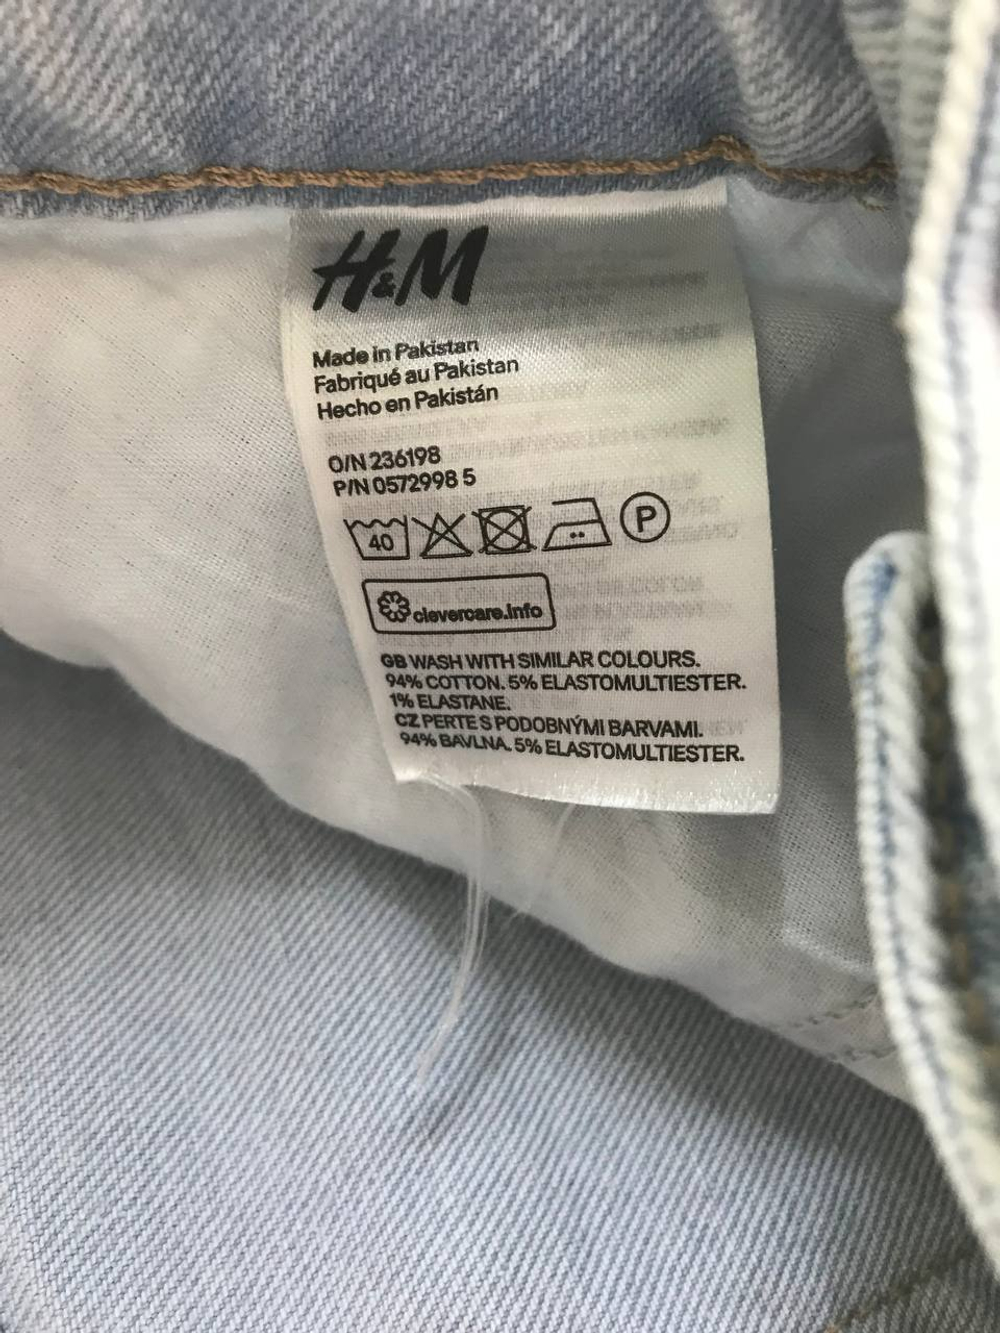 H&M
Made in Pakistan
Fabriqué au Pakistan
Hecho en Pakistán
O/N 236198
P/N 0572998 5
40 P
clevercare.info
GB WASH WITH SIMILAR COLOURS.
94% COTTON. 5% ELASTOMULTIESTER.
1% ELASTANE.
CZ PERTE S PODOBNÝMI BARVAMI.
94% BAVLNA. 5% ELASTOMULTIESTER.